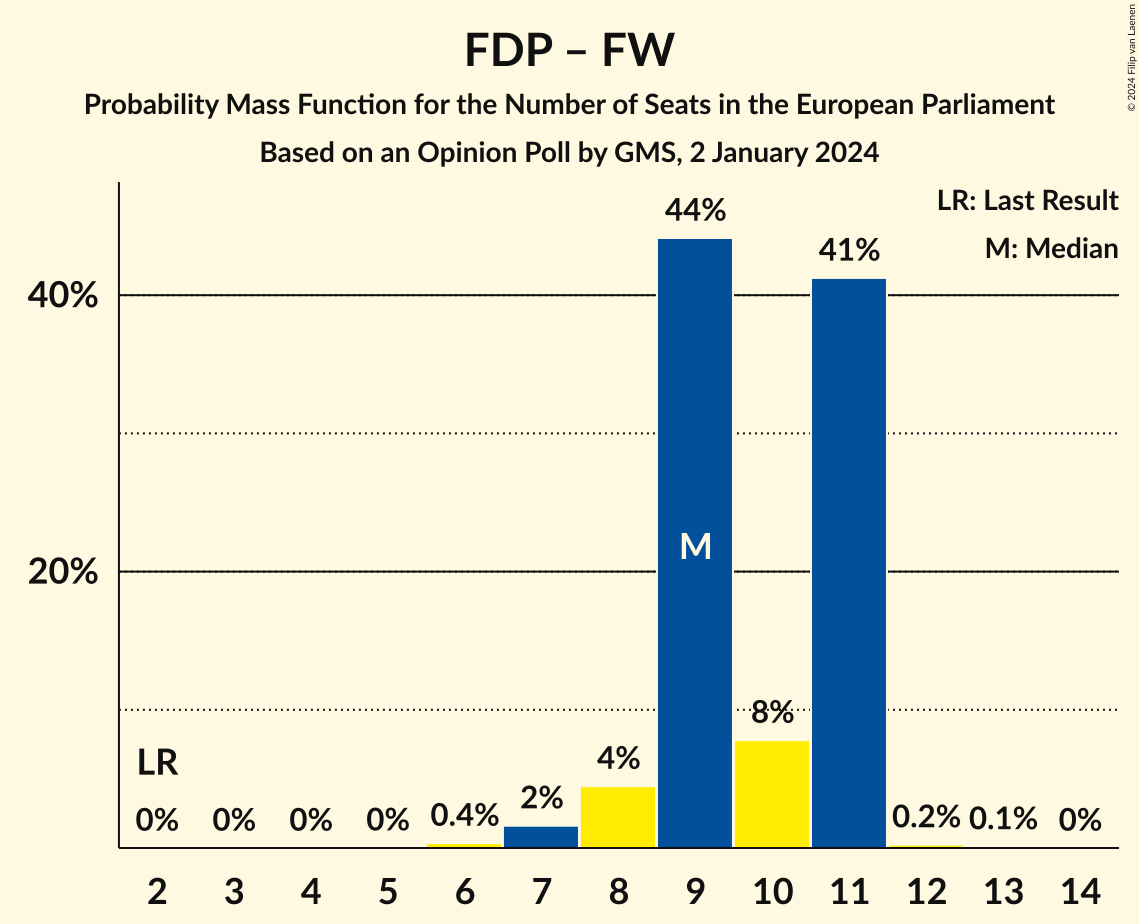 FDP – FW
Probability Mass Function for the Number of Seats in the European Parliament
Based on an Opinion Poll by GMS, 2 January 2024
© 2024 Filip van Laenen
LR: Last Result
M: Median
44%
41%
40%
M
20%
8%
LR
4%
2%
0% 0% 0% 0% 0.4% 0.2% 0.1% 0%
2 3 4 5 6 7 8 9 10 11 12 13 14